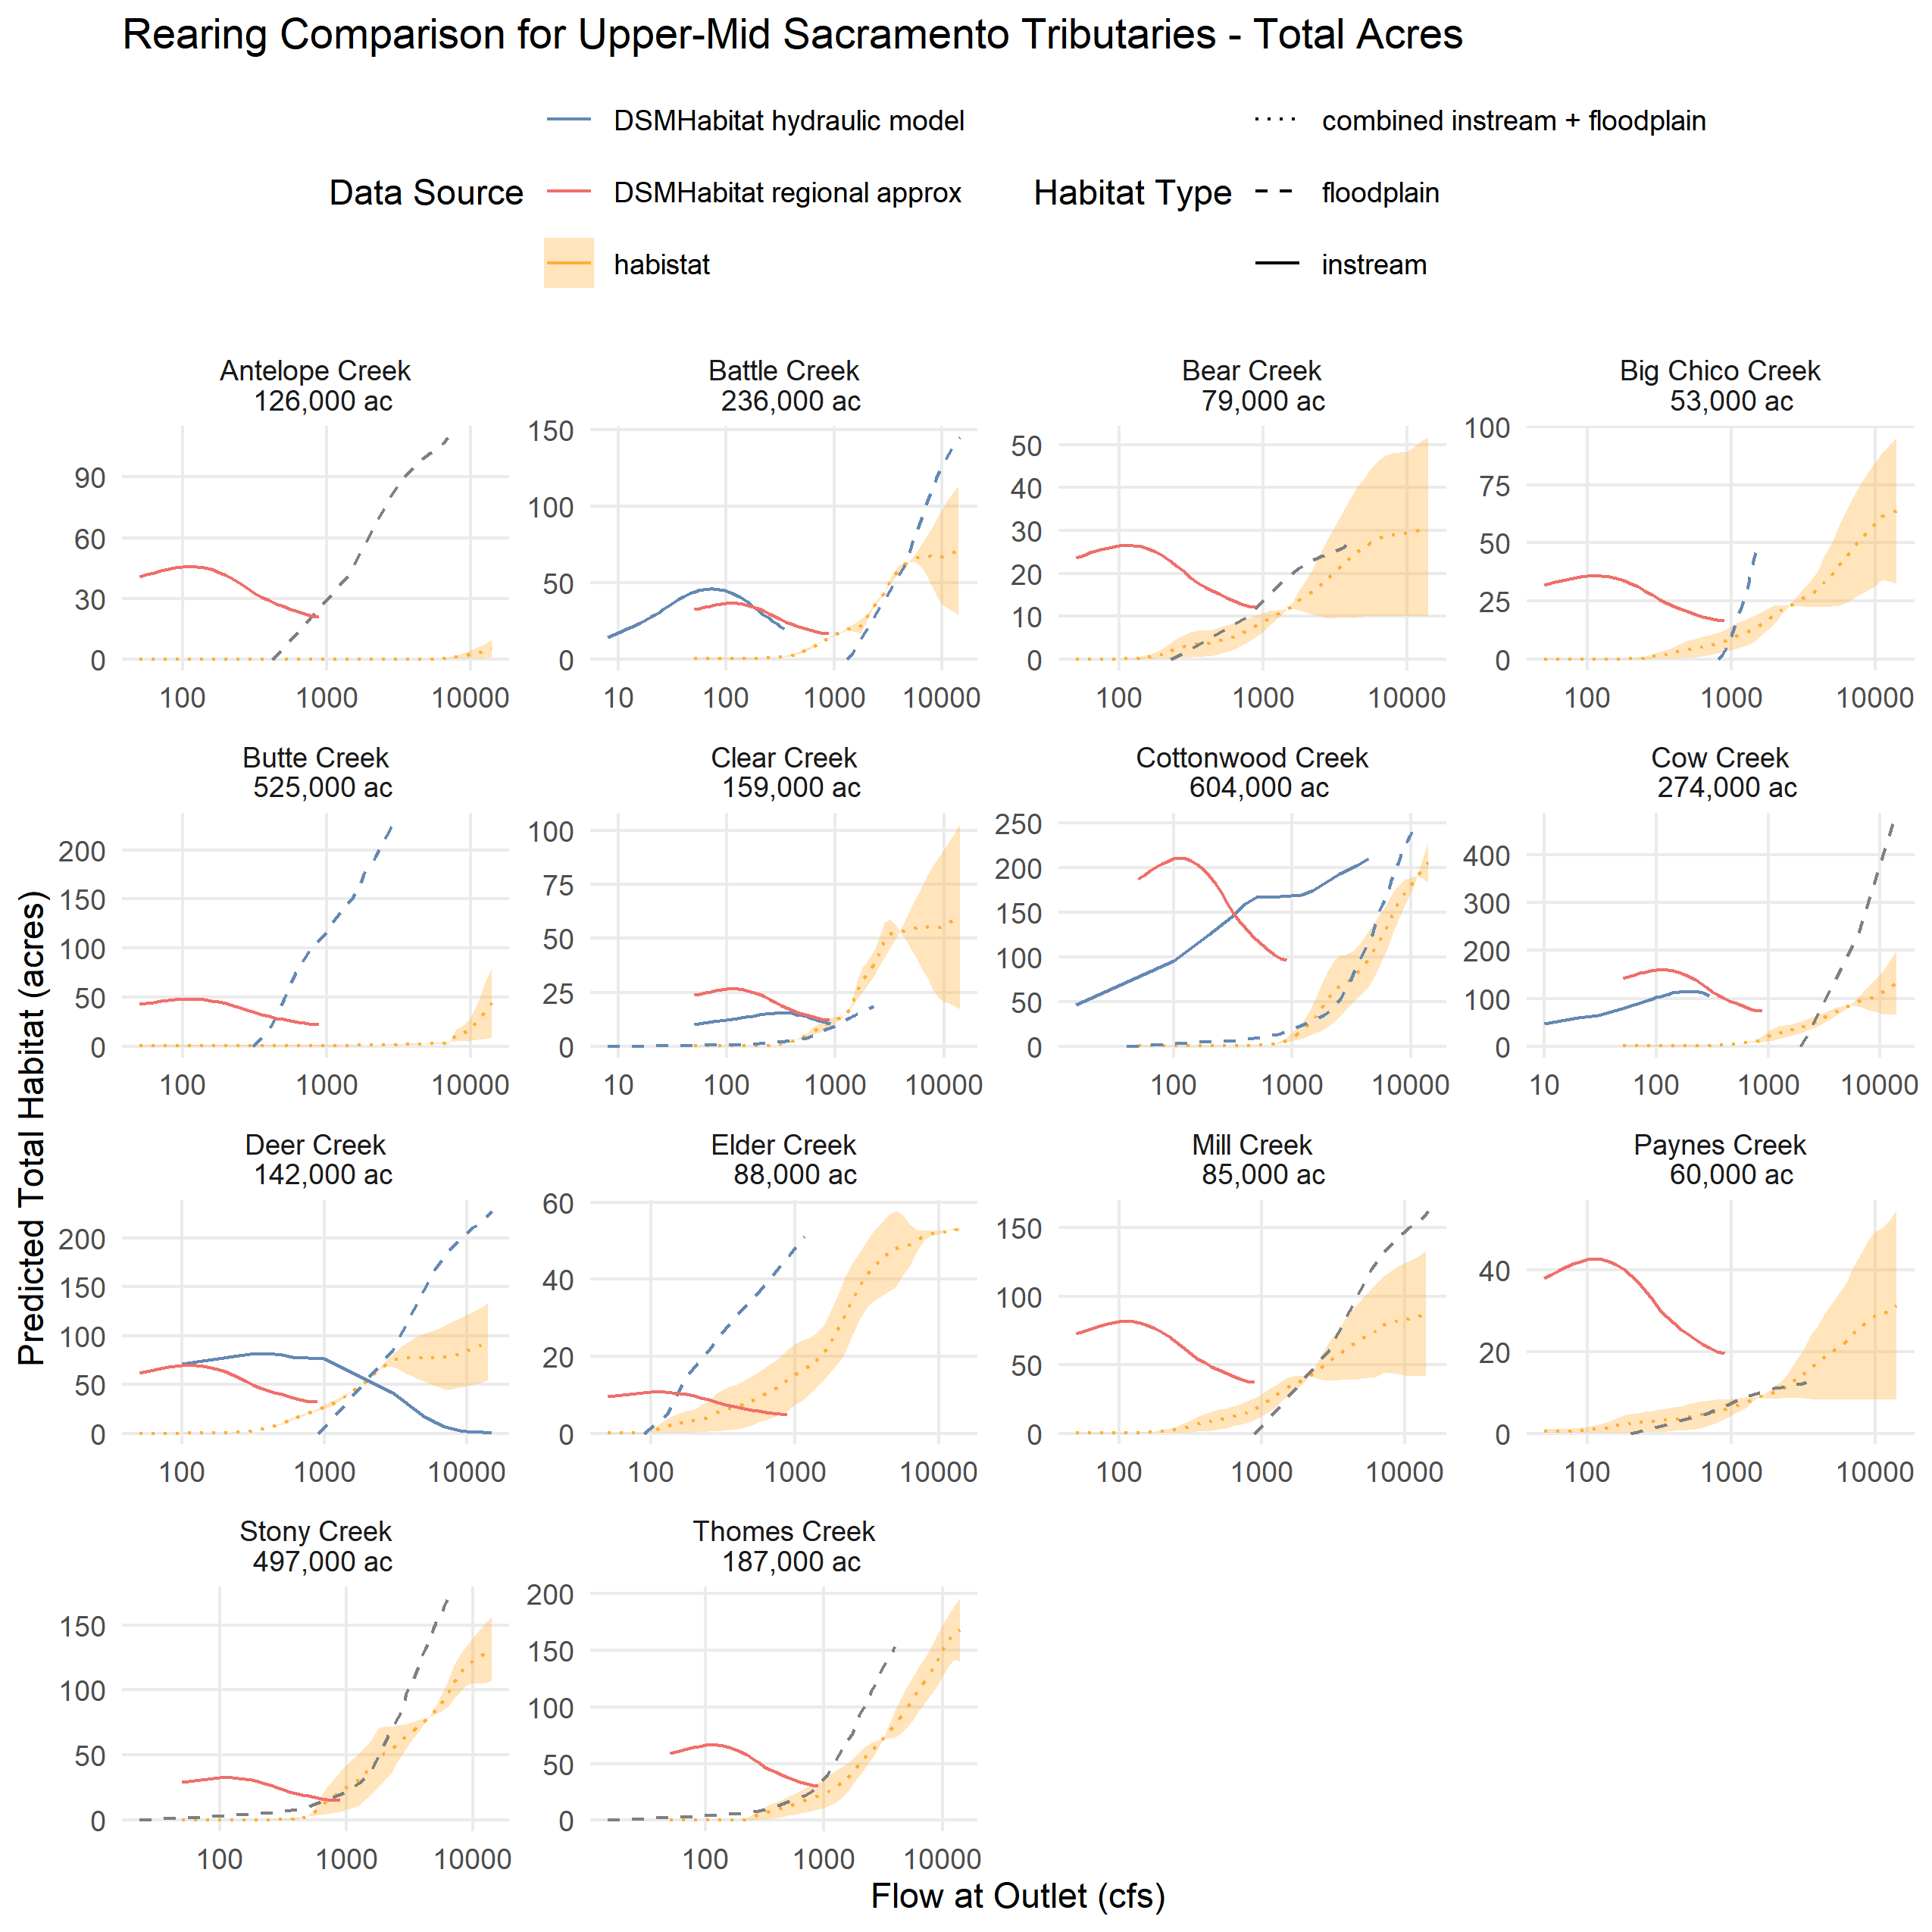 Rearing Comparison for Upper-Mid Sacramento Tributaries - Total Acres
Data Source
DSMHabitat hydraulic model
DSMHabitat regional approx
habistat
Habitat Type
combined instream + floodplain
floodplain
instream
Predicted Total Habitat (acres)
Antelope Creek
126,000 ac
90
60
30
0
100 1000 10000
Battle Creek
236,000 ac
150
100
50
0
10 100 1000 10000
Bear Creek
79,000 ac
50
40
30
20
10
0
100 1000 10000
Big Chico Creek
53,000 ac
100
75
50
25
0
100 1000 10000
Butte Creek
525,000 ac
200
150
100
50
0
100 1000 10000
Clear Creek
159,000 ac
100
75
50
25
0
10 100 1000 10000
Cottonwood Creek
604,000 ac
250
200
150
100
50
0
100 1000 10000
Cow Creek
274,000 ac
400
300
200
100
0
10 100 1000 10000
Deer Creek
142,000 ac
200
150
100
50
0
100 1000 10000
Elder Creek
88,000 ac
60
40
20
0
100 1000 10000
Mill Creek
85,000 ac
150
100
50
0
100 1000 10000
Paynes Creek
60,000 ac
40
20
0
100 1000 10000
Stony Creek
497,000 ac
150
100
50
0
100 1000 10000
Thomes Creek
187,000 ac
200
150
100
50
0
100 1000 10000
Flow at Outlet (cfs)